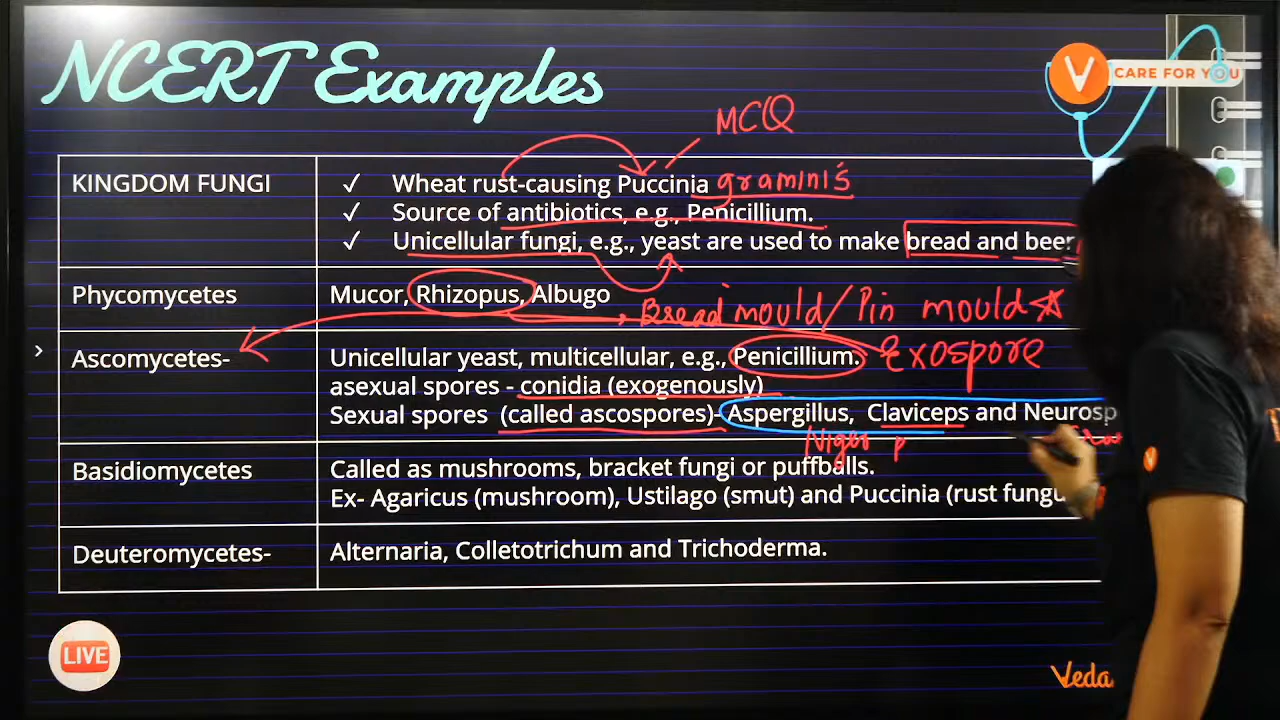 NCERT Examples
CARE FOR YOU
MCQ
KINGDOM FUNGI
✓ Wheat rust-causing Puccinia graminis
✓ Source of antibiotics, e.g., Penicillium.
✓ Unicellular fungi, e.g., yeast are used to make bread and beer
Phycomycetes
Mucor, Rhizopus, Albugo
Bread mould/Pin mould
Ascomycetes-
Unicellular yeast, multicellular, e.g., Penicillium. Exospore
asexual spores - conidia (exogenously)
Sexual spores (called ascospores)- Aspergillus, Claviceps and Neurosp
Niger p
Basidiomycetes
Called as mushrooms, bracket fungi or puffballs.
Ex- Agaricus (mushroom), Ustilago (smut) and Puccinia (rust fungu
Deuteromycetes-
Alternaria, Colletotrichum and Trichoderma.
LIVE
Veda